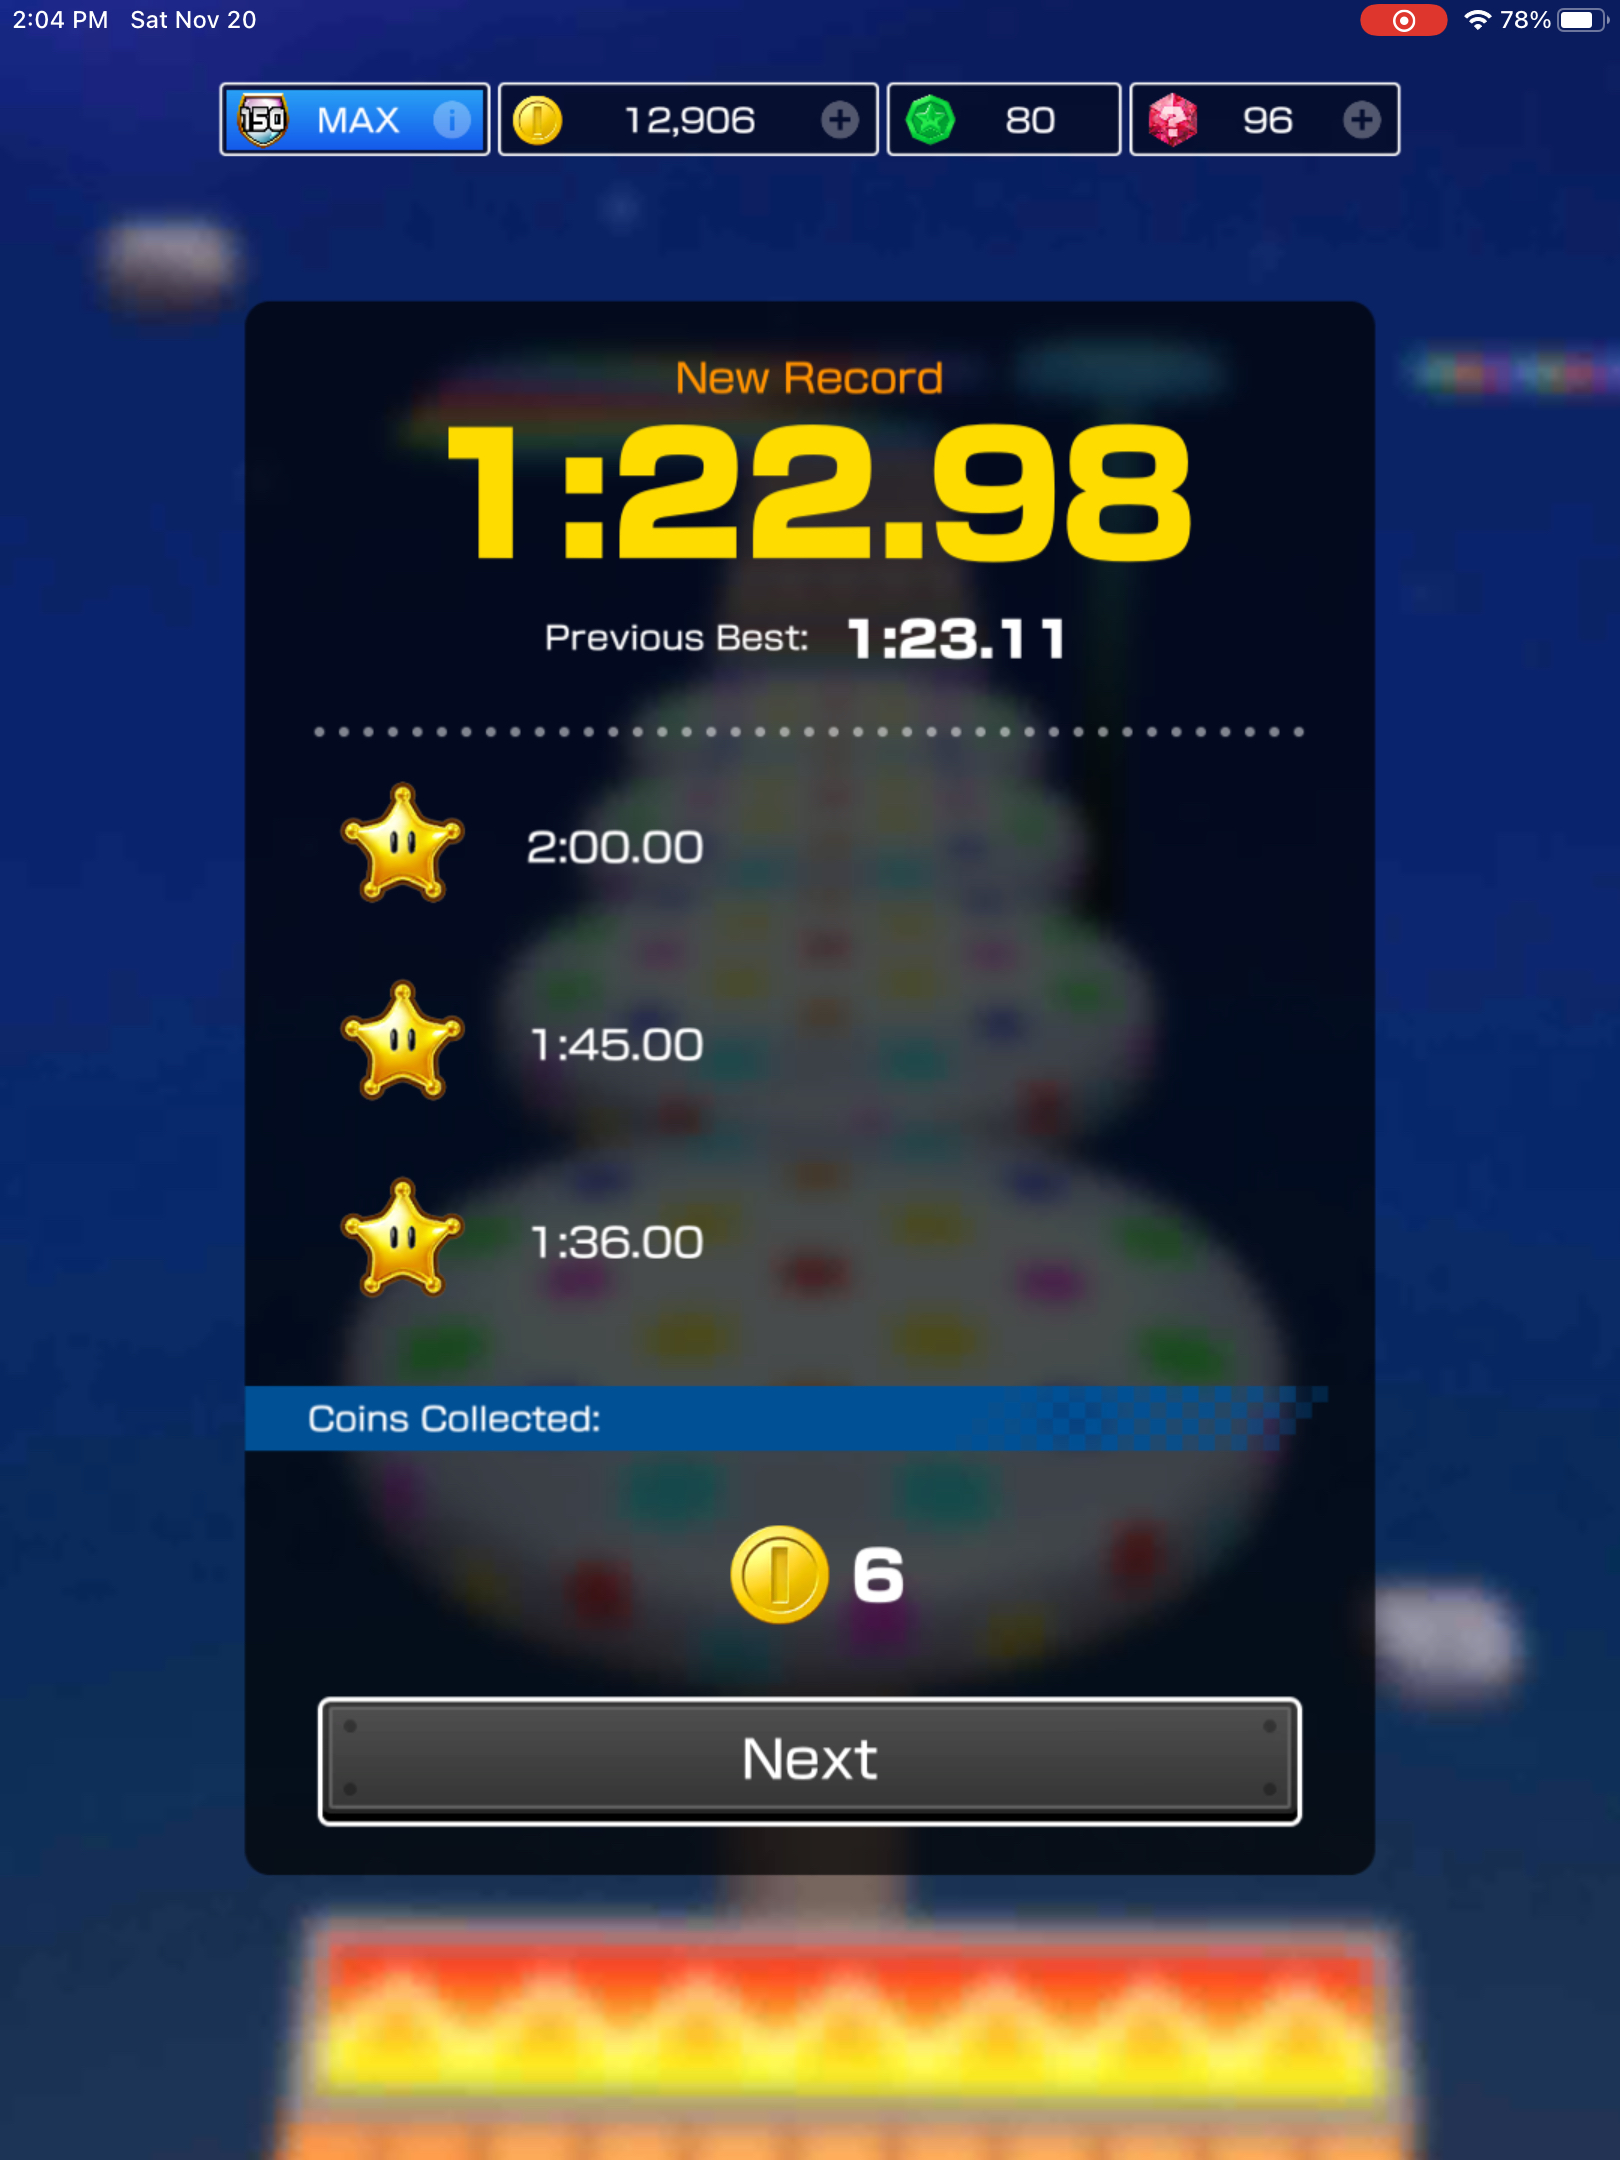 2:04 PM Sat Nov 20 78%
150 MAX i 12,906 + 80 ? 96 +
New Record
1:22.98
Previous Best: 1:23.11
2:00.00
1:45.00
1:36.00
Coins Collected:
6
Next